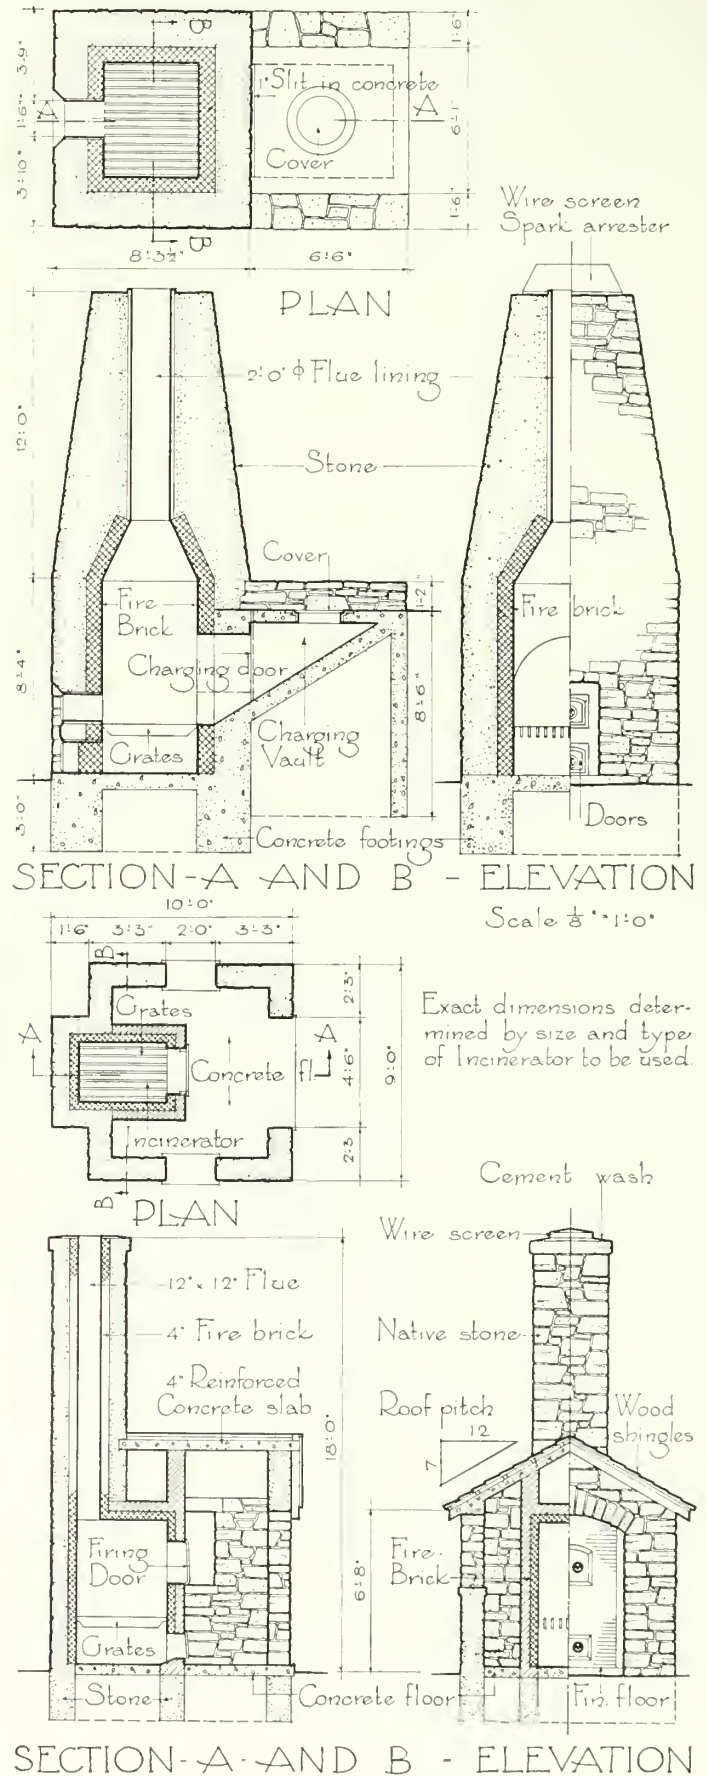 B
3'-9"
1'-6"
3'-10"
A
1" Slit in concrete
A
Cover
1'-6"
6'-1"
1'-6"
B
8'-3½"
6'-6"
PLAN
Wire screen
Spark arrester
2'-0" ϕ Flue lining
12'-0"
Stone
Cover
1'-2"
Fire
Brick
Fire brick
8'-4"
Charging door
8'-6"
Grates
Charging
Vault
3'-0"
Doors
Concrete footings
SECTION-A AND B - ELEVATION
10'-0"
Scale ⅛" = 1'-0"
1'-6" 3'-3" 2'-0" 3'-3"
B
Grates
A
A
Concrete fl.
Incinerator
B
2'-3"
4'-6"
2'-3
9'-0"
PLAN
Exact dimensions deter-
mined by size and type
of Incinerator to be used.
Cement wash
Wire screen
12" x 12" Flue
4" Fire brick
Native stone
4" Reinforced
Concrete slab
18'-0"
Roof pitch
12
7
Wood
shingles
Firing
Door
6'-8"
Fire-
Brick
Grates
Stone
Concrete floor
Fin. floor
SECTION-A-AND B - ELEVATION